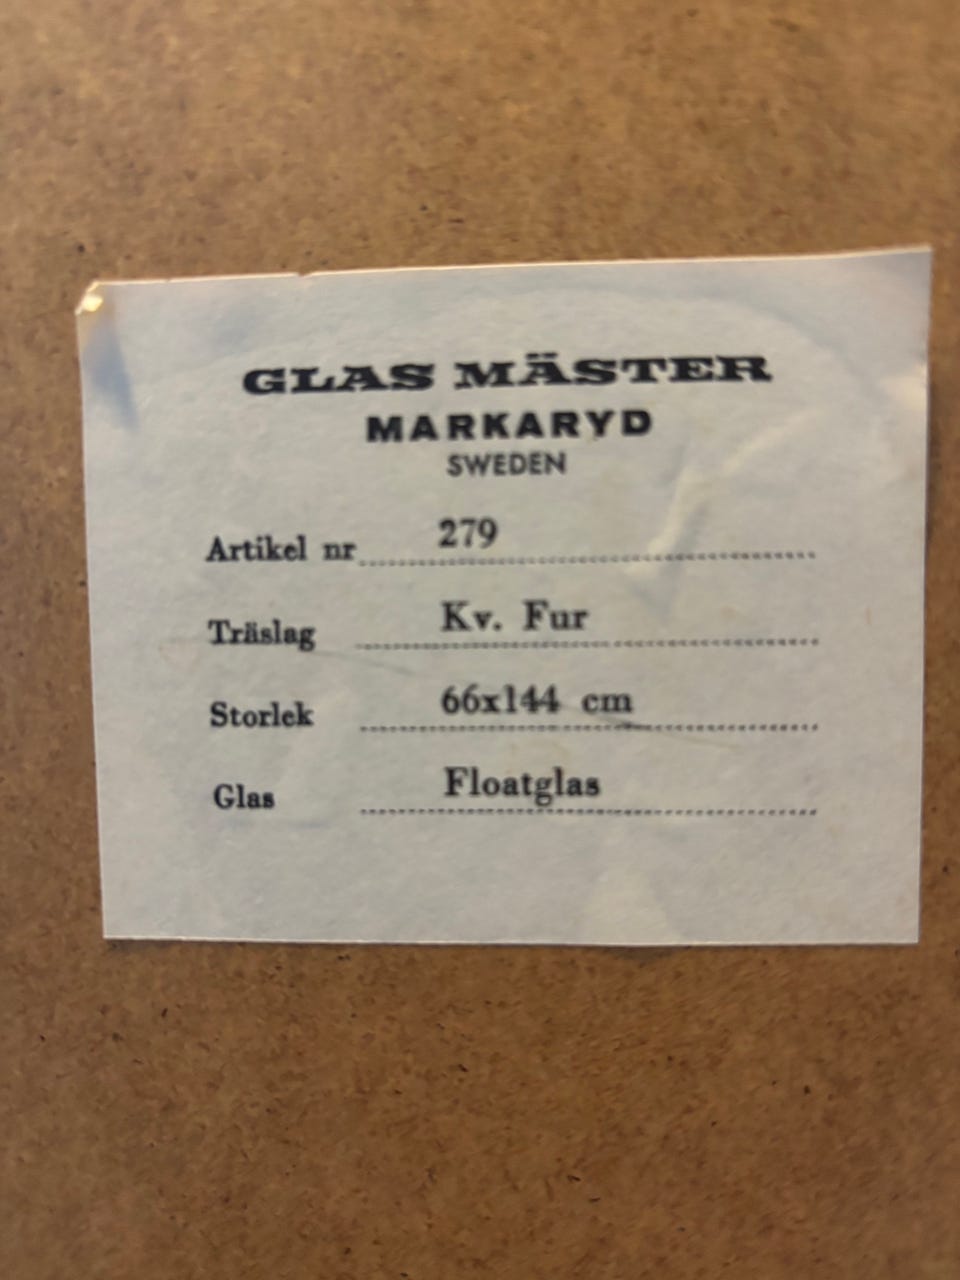 GLAS MÄSTER
MARKARYD
SWEDEN
Artikel nr 279
Träslag Kv. Fur
Storlek 66x144 cm
Glas Floatglas